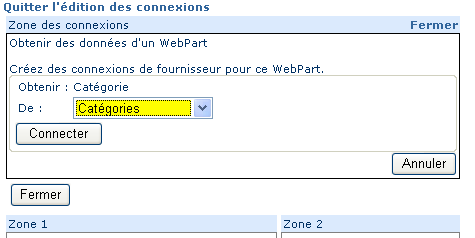 Quitter l'édition des connexions
Zone des connexions Fermer
Obtenir des données d'un WebPart
Créez des connexions de fournisseur pour ce WebPart.
Obtenir : Catégorie
De : Catégories
Connecter
Annuler
Fermer
Zone 1 Zone 2